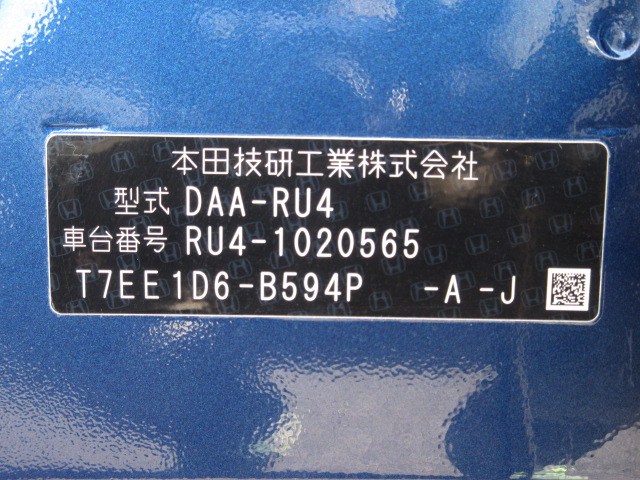 本田技研工業株式会社
型式 DAA-RU4
車台番号 RU4-1020565
T7EE1D6-B594P -A -J